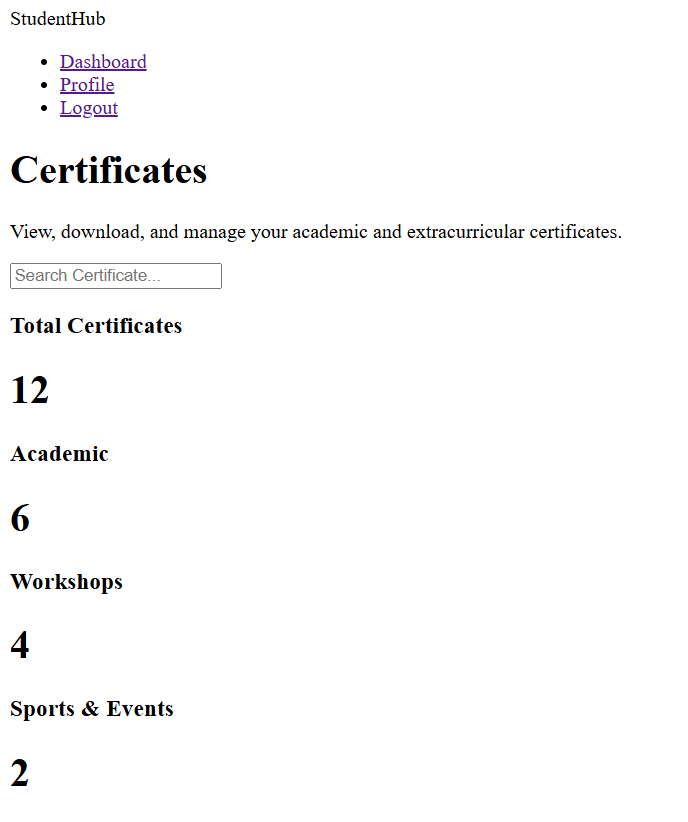 StudentHub
Dashboard
Profile
Logout
Certificates
View, download, and manage your academic and extracurricular certificates.
Search Certificate...
Total Certificates
12
Academic
6
Workshops
4
Sports & Events
2